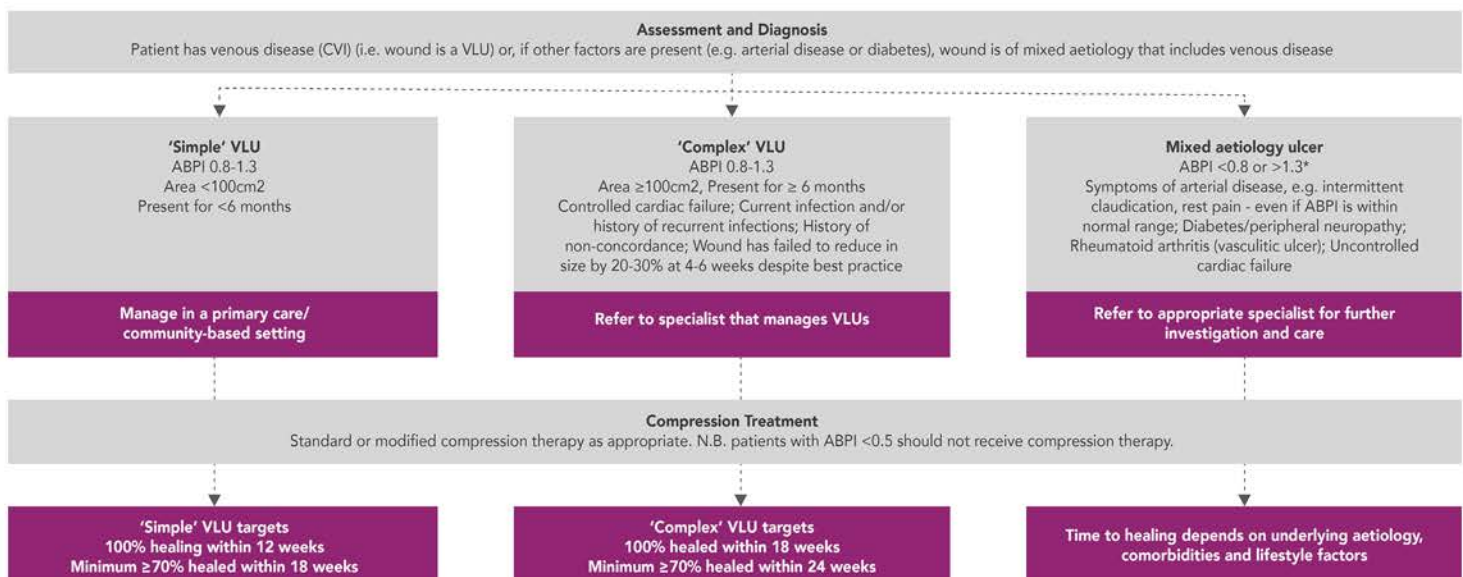 Assessment and Diagnosis
Patient has venous disease (CVI) (i.e. wound is a VLU) or, if other factors are present (e.g. arterial disease or diabetes), wound is of mixed aetiology that includes venous disease
‘Simple’ VLU
ABPI 0.8-1.3
Area <100cm2
Present for <6 months
Manage in a primary care/
community-based setting
‘Complex’ VLU
ABPI 0.8-1.3
Area ≥100cm2, Present for ≥ 6 months
Controlled cardiac failure; Current infection and/or
history of recurrent infections; History of
non-concordance; Wound has failed to reduce in
size by 20-30% at 4-6 weeks despite best practice
Refer to specialist that manages VLUs
Mixed aetiology ulcer
ABPI <0.8 or >1.3*
Symptoms of arterial disease, e.g. intermittent
claudication, rest pain - even if ABPI is within
normal range; Diabetes/peripheral neuropathy;
Rheumatoid arthritis (vasculitic ulcer); Uncontrolled
cardiac failure
Refer to appropriate specialist for further
investigation and care
Compression Treatment
Standard or modified compression therapy as appropriate. N.B. patients with ABPI <0.5 should not receive compression therapy.
‘Simple’ VLU targets
100% healing within 12 weeks
Minimum ≥70% healed within 18 weeks
‘Complex’ VLU targets
100% healed within 18 weeks
Minimum ≥70% healed within 24 weeks
Time to healing depends on underlying aetiology,
comorbidities and lifestyle factors